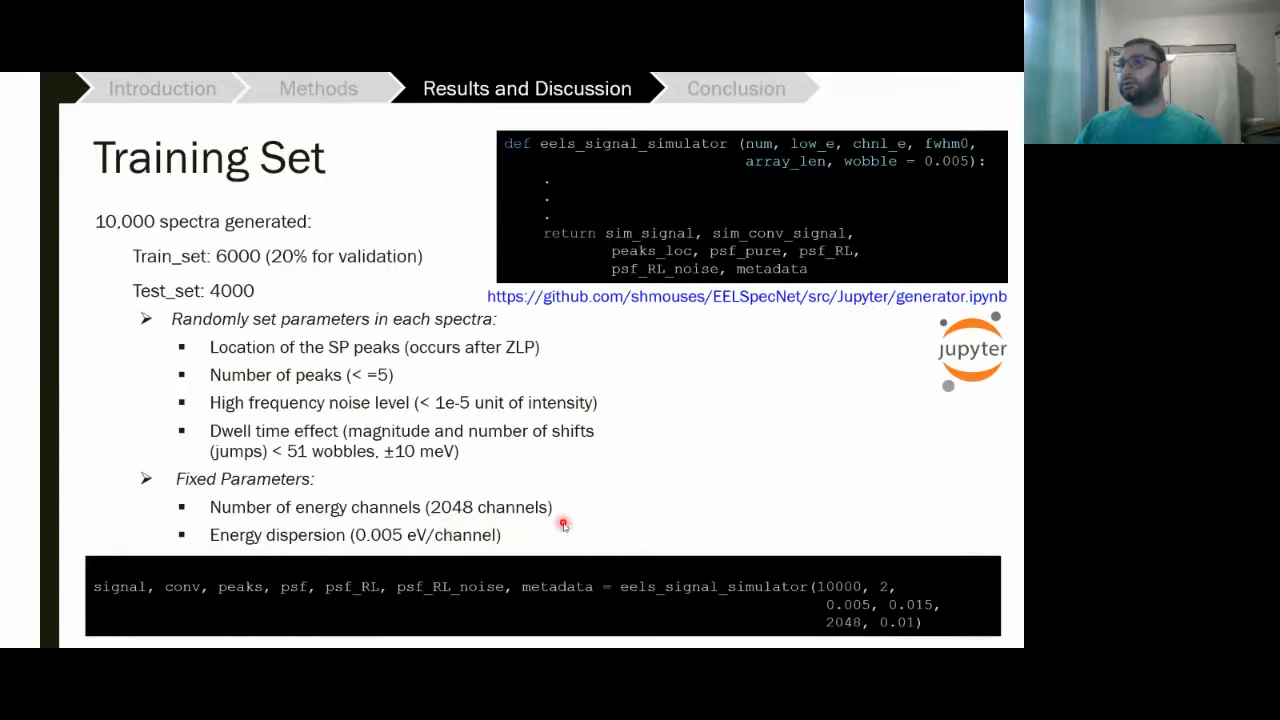 Introduction
Methods
Results and Discussion
Conclusion
Training Set
10,000 spectra generated:
Train_set: 6000 (20% for validation)
Test_set: 4000
Randomly set parameters in each spectra:
Location of the SP peaks (occurs after ZLP)
Number of peaks (< =5)
High frequency noise level (< 1e-5 unit of intensity)
Dwell time effect (magnitude and number of shifts
(jumps) < 51 wobbles, ±10 meV)
Fixed Parameters:
Number of energy channels (2048 channels)
Energy dispersion (0.005 eV/channel)
def eels_signal_simulator (num, low_e, chnl_e, fwhm0,
array_len, wobble = 0.005):
.
.
.
return sim_signal, sim_conv_signal,
peaks_loc, psf_pure, psf_RL,
psf_RL_noise, metadata
https://github.com/shmouses/EELSpecNet/src/Jupyter/generator.ipynb
jupyter
signal, conv, peaks, psf, psf_RL, psf_RL_noise, metadata = eels_signal_simulator(10000, 2,
0.005, 0.015,
2048, 0.01)